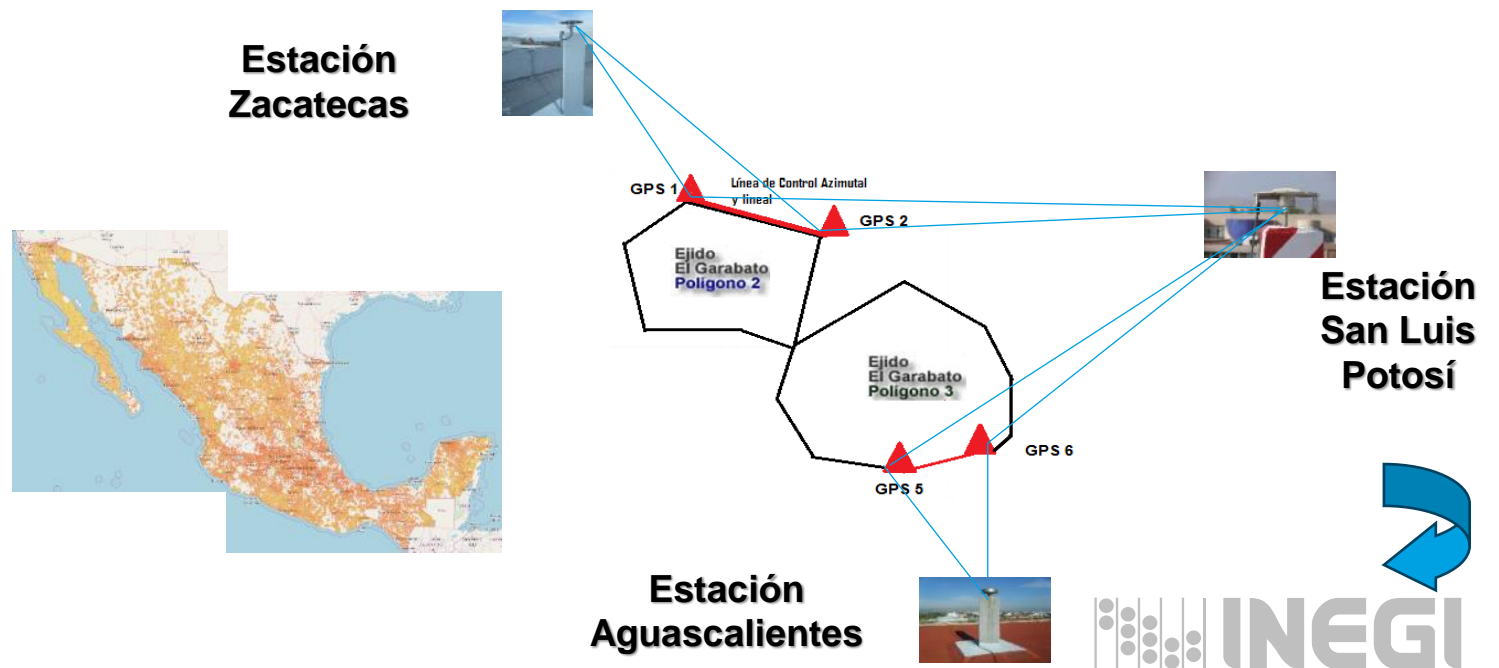 Estación
Zacatecas
GPS 1
Línea de Control Azimutal
y lineal
GPS 2
Ejido
El Garabato
Polígono 2
Estación
San Luis
Potosí
Ejido
El Garabato
Polígono 3
GPS 6
GPS 5
Estación
Aguascalientes
INEGI